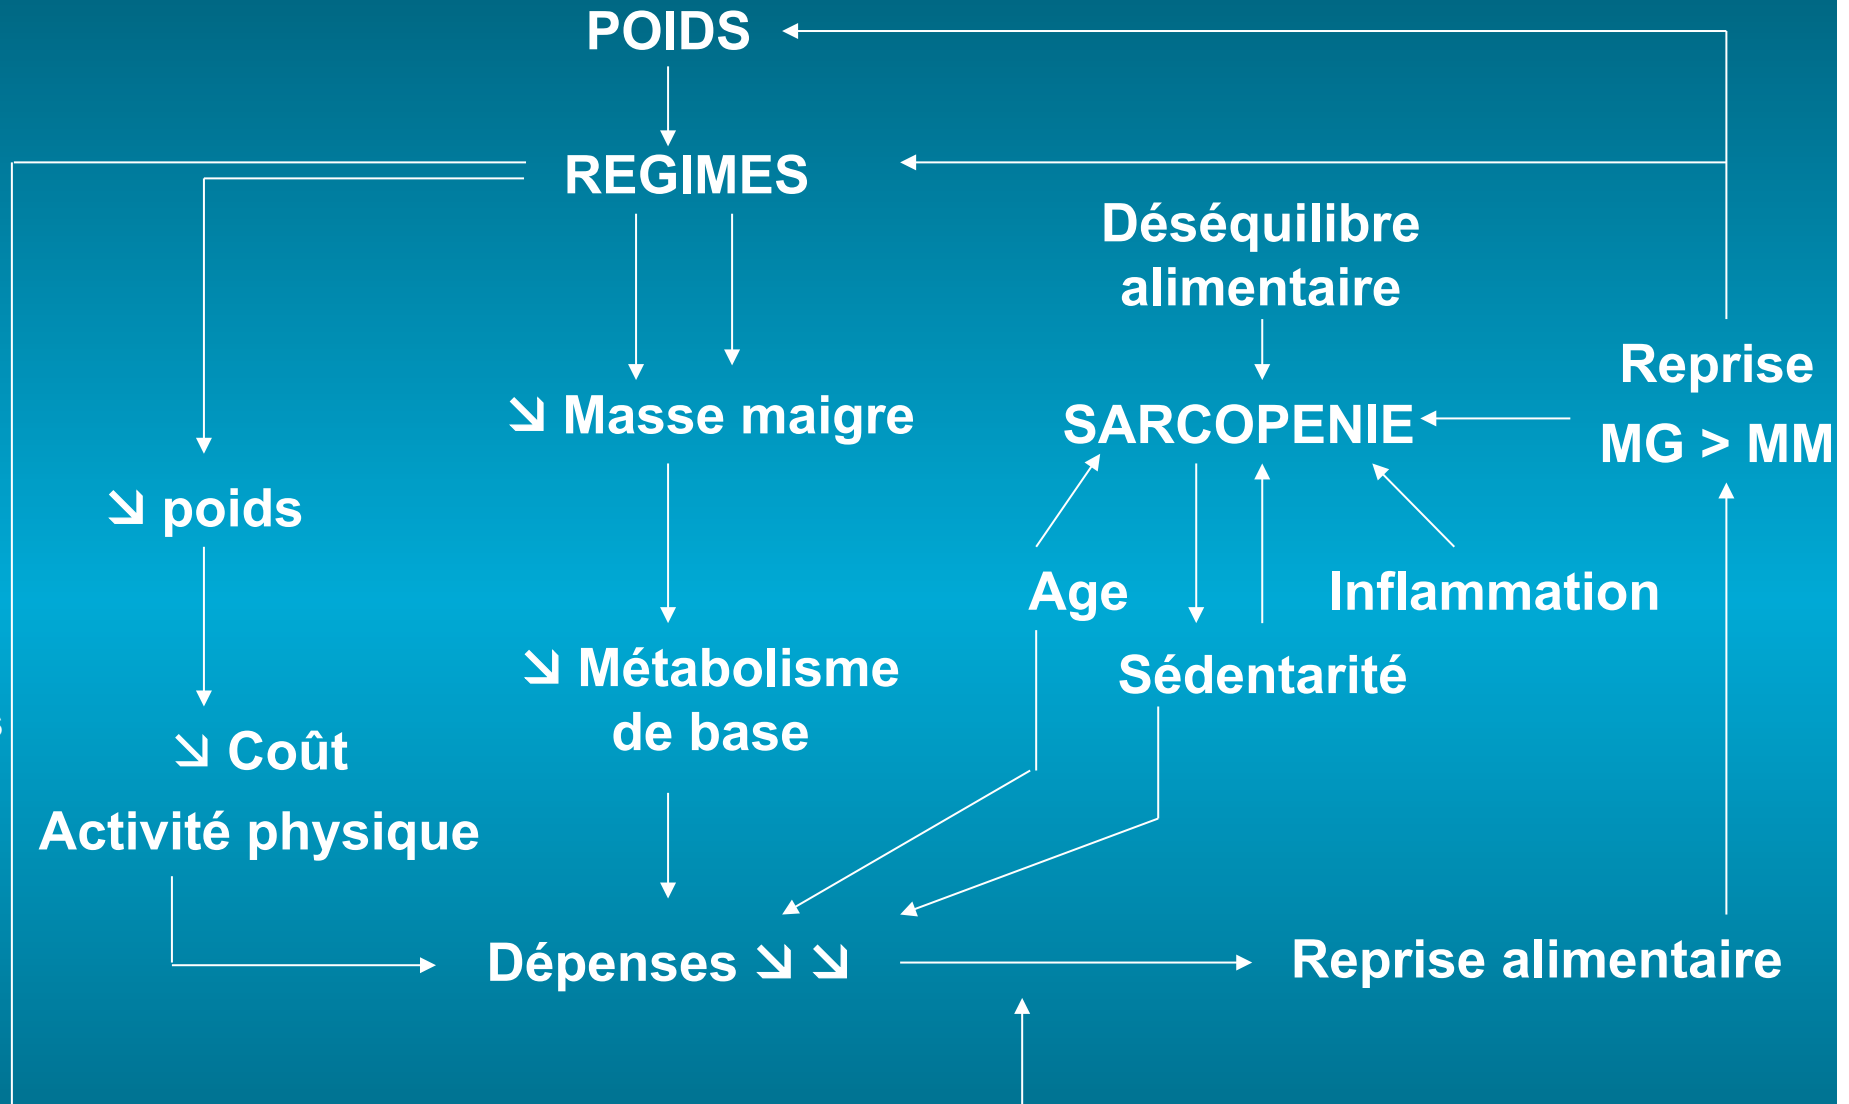 POIDS
REGIMES
Déséquilibre
alimentaire
Reprise
MG > MM
↘ Masse maigre
SARCOPENIE
↘ poids
Age
Inflammation
↘ Métabolisme
de base
Sédentarité
↘ Coût
Activité physique
Dépenses ↘ ↘
Reprise alimentaire